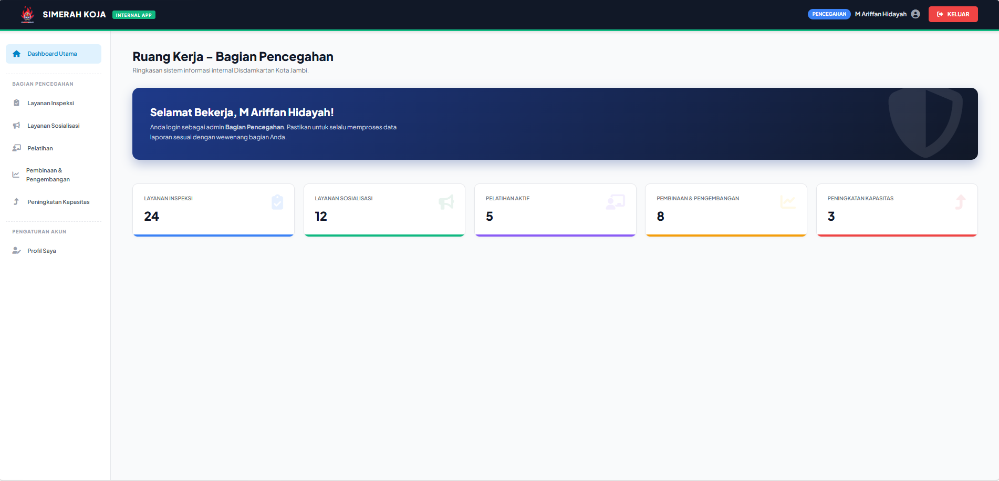 SIMERAH KOJA INTERNAL APP
PENCEGAHAN M Ariffan Hidayah KELUAR
Dashboard Utama
BAGIAN PENCEGAHAN
Layanan Inspeksi
Layanan Sosialisasi
Pelatihan
Pembinaan &
Pengembangan
Peningkatan Kapasitas
PENGATURAN AKUN
Profil Saya
Ruang Kerja – Bagian Pencegahan
Ringkasan sistem informasi internal Disdamkartan Kota Jambi.
Selamat Bekerja, M Ariffan Hidayah!
Anda login sebagai admin Bagian Pencegahan. Pastikan untuk selalu memproses data
laporan sesuai dengan wewenang bagian Anda.
LAYANAN INSPEKSI
24
LAYANAN SOSIALISASI
12
PELATIHAN AKTIF
5
PEMBINAAN & PENGEMBANGAN
8
PENINGKATAN KAPASITAS
3